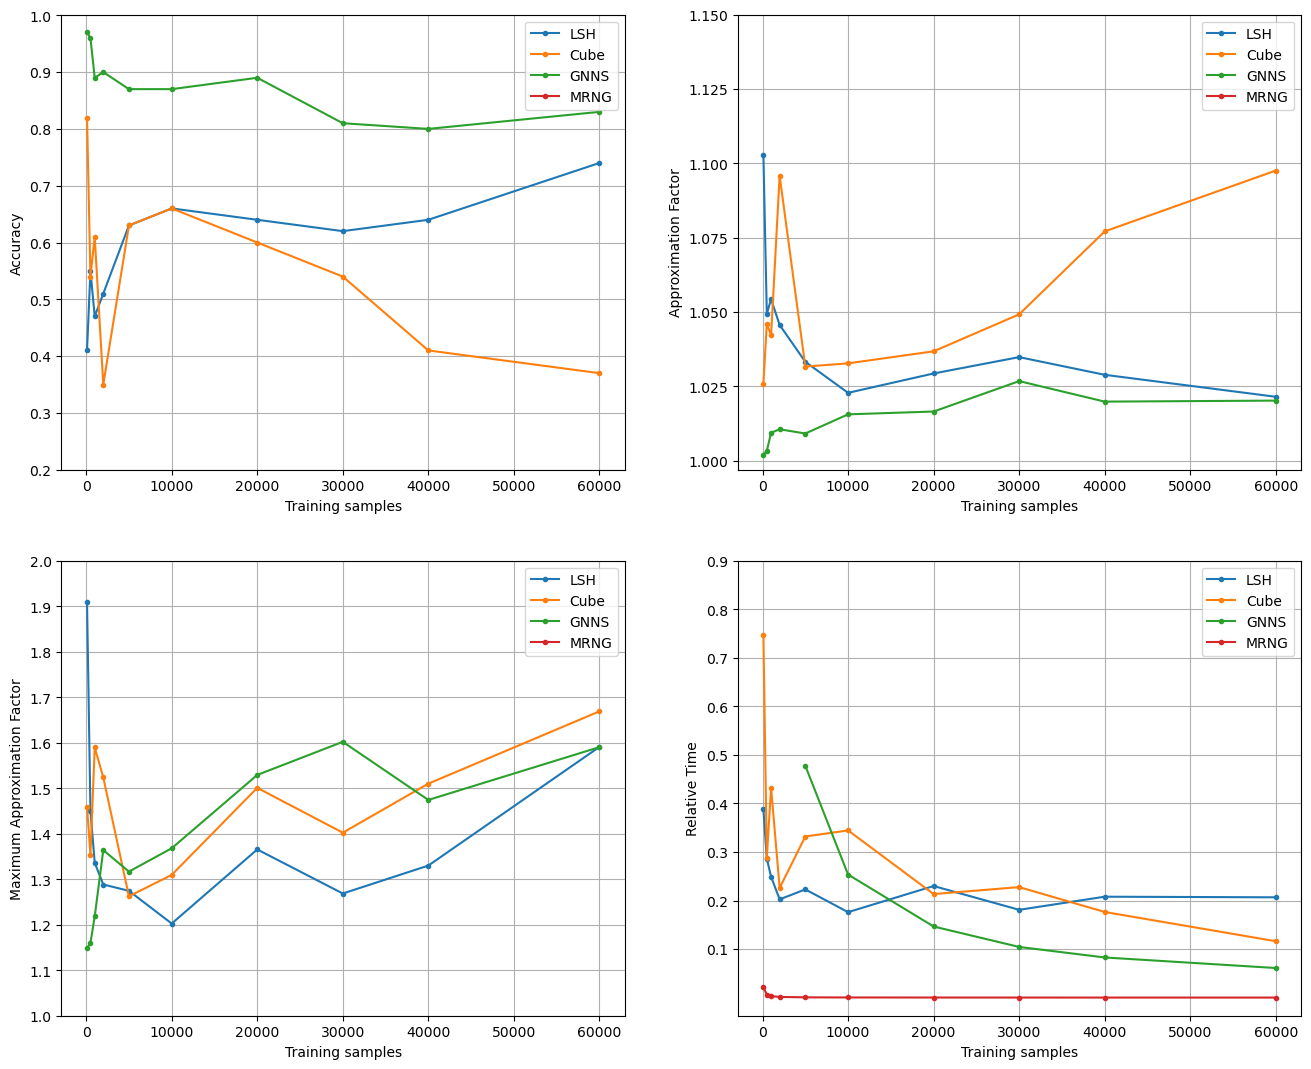 1.0
0.9
0.8
0.7
0.6
0.5
0.4
0.3
0.2
Accuracy
0
10000
20000
30000
40000
50000
60000
Training samples
LSH
Cube
GNNS
MRNG
1.150
1.125
1.100
1.075
1.050
1.025
1.000
Approximation Factor
0
10000
20000
30000
40000
50000
60000
Training samples
LSH
Cube
GNNS
MRNG
2.0
1.9
1.8
1.7
1.6
1.5
1.4
1.3
1.2
1.1
1.0
Maximum Approximation Factor
0
10000
20000
30000
40000
50000
60000
Training samples
LSH
Cube
GNNS
MRNG
0.9
0.8
0.7
0.6
0.5
0.4
0.3
0.2
0.1
Relative Time
0
10000
20000
30000
40000
50000
60000
Training samples
LSH
Cube
GNNS
MRNG